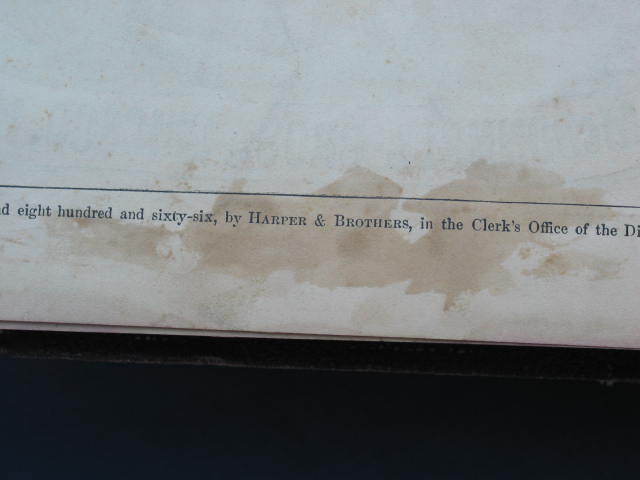 d eight hundred and sixty-six, by HARPER & BROTHERS, in the Clerk's Office of the Di